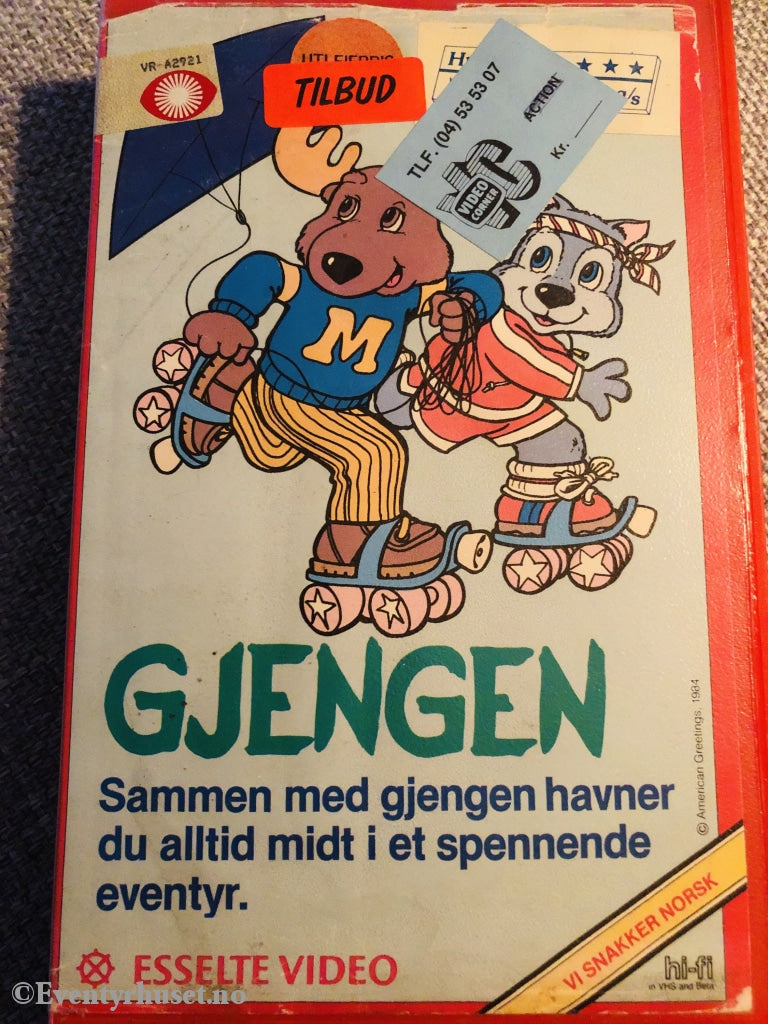 VR-A2721
UTLEIEPRIS
TILBUD
TLF. (04) 53 53 07
ACTION
Kr.
VIDEO
CORNER
M
GJENGEN
Sammen med gjengen havner
du alltid midt i et spennende
eventyr.
© American Greetings, 1984
VI SNAKKER NORSK
ESSELTE VIDEO
hi-fi
in VHS and Beta
©Eventyrhuset.no